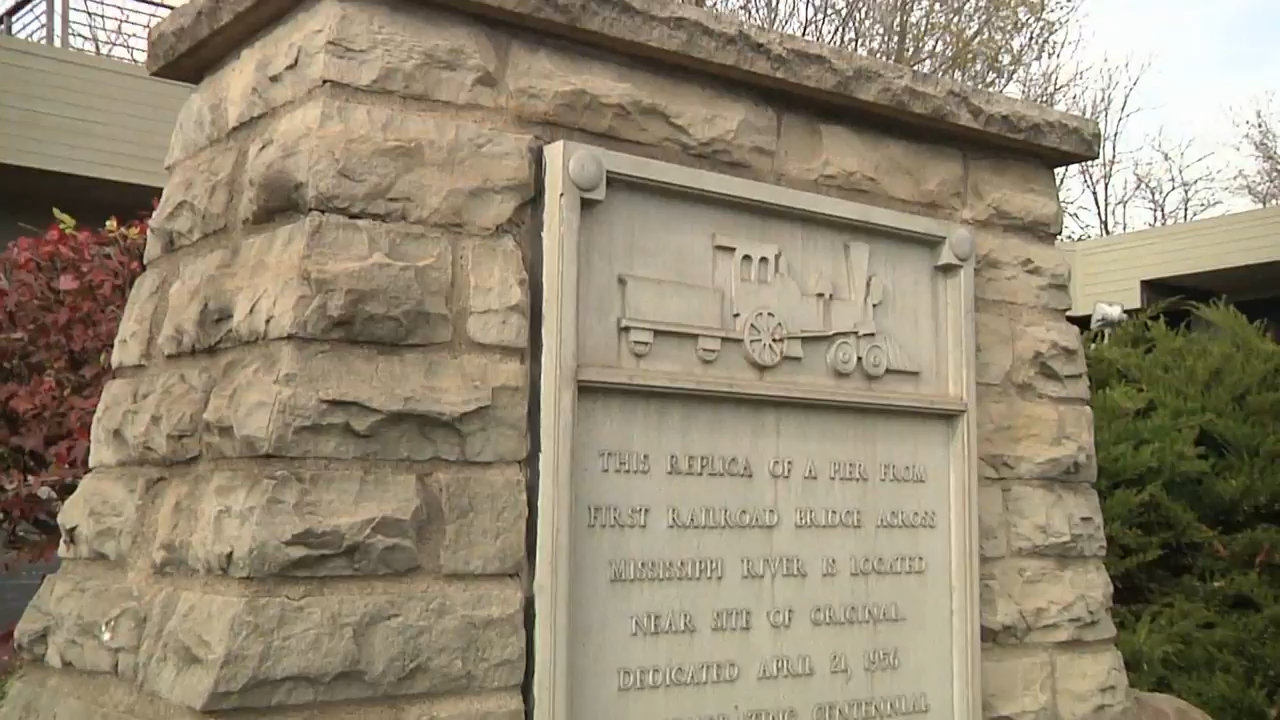 THIS REPLICA OF A PIER FROM
FIRST RAILROAD BRIDGE ACROSS
MISSISSIPPI RIVER IS LOCATED
NEAR SITE OF ORIGINAL.
DEDICATED APRIL 21, 1956
CENTENNIAL